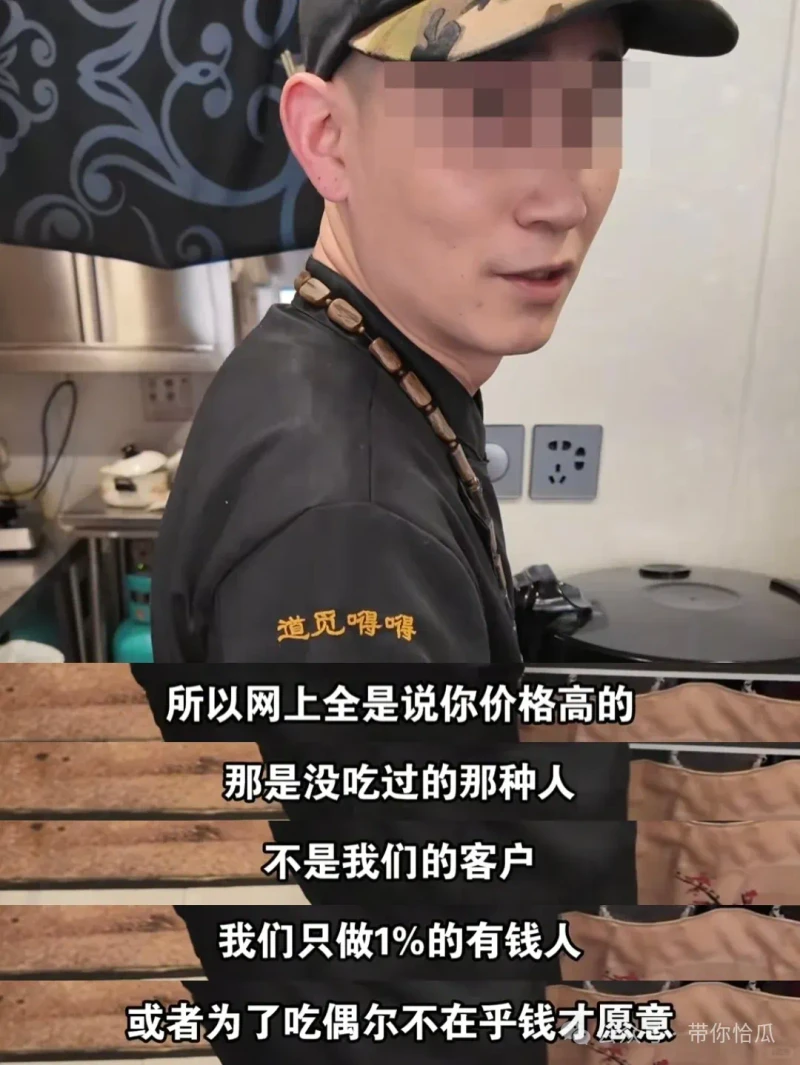 道觅嘚嘚
所以网上全是说你价格高的
那是没吃过的那种人
不是我们的客户
我们只做1%的有钱人
或者为了吃偶尔不在乎钱才愿意
公众号 带你恰瓜